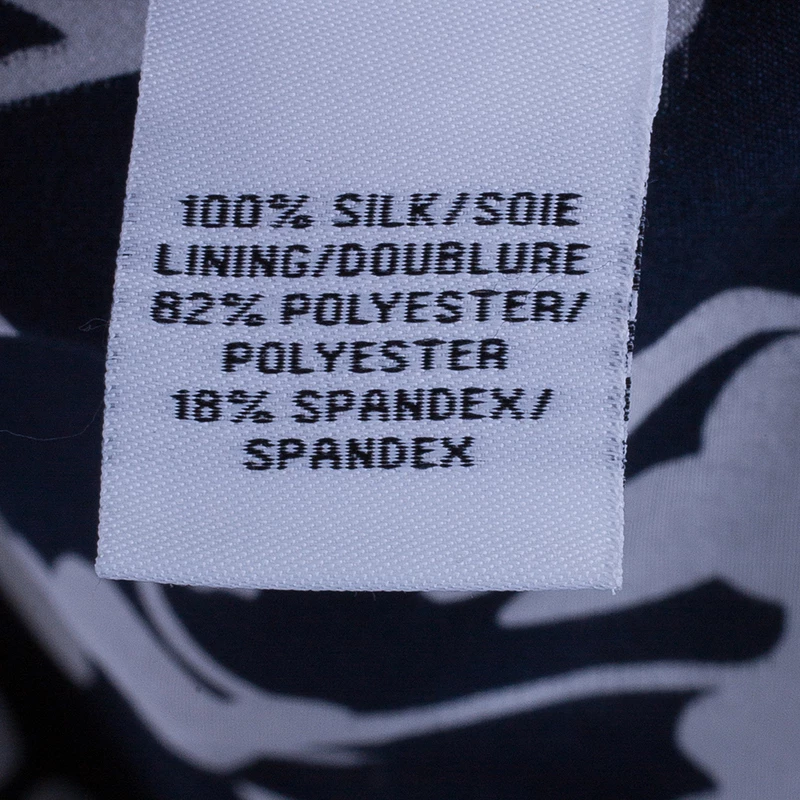 100% SILK/SOIE
LINING/DOUBLURE
82% POLYESTER/
POLYESTER
18% SPANDEX/
SPANDEX